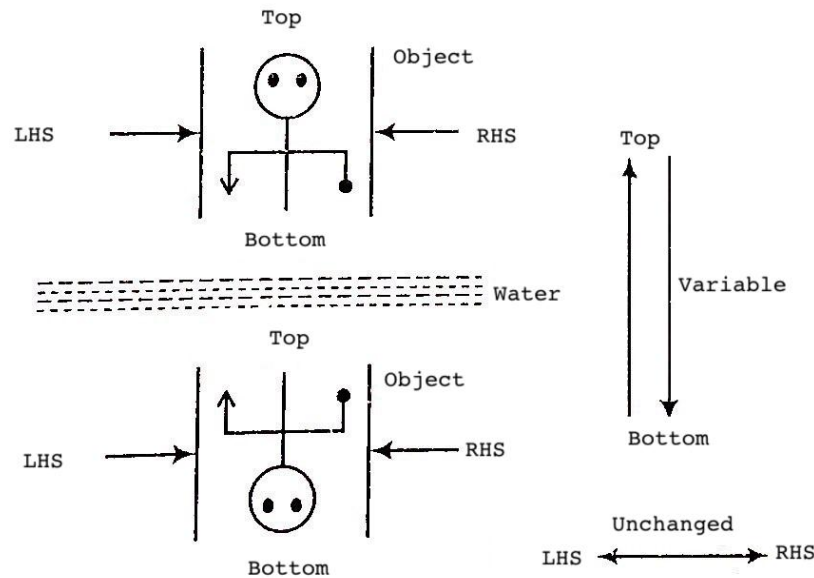 Top
Object
LHS
RHS
Bottom
Water
Top
Object
LHS
RHS
Bottom
Top
Variable
Bottom
Unchanged
LHS
RHS